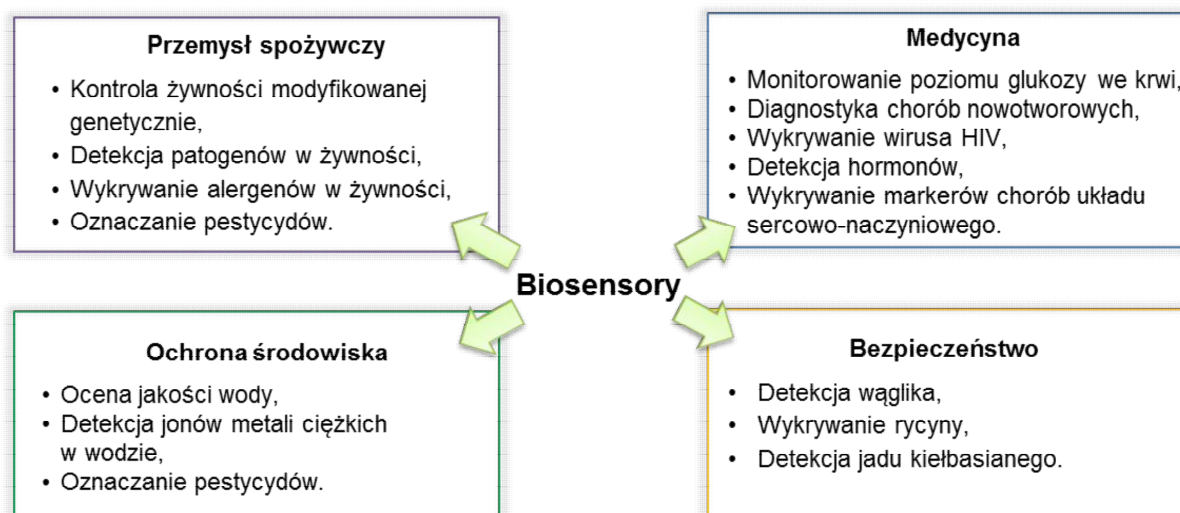 Przemysł spożywczy
• Kontrola żywności modyfikowanej
genetycznie,
• Detekcja patogenów w żywności,
• Wykrywanie alergenów w żywności,
• Oznaczanie pestycydów.
Medycyna
• Monitorowanie poziomu glukozy we krwi,
• Diagnostyka chorób nowotworowych,
• Wykrywanie wirusa HIV,
• Detekcja hormonów,
• Wykrywanie markerów chorób układu
sercowo-naczyniowego.
Biosensory
Ochrona środowiska
• Ocena jakości wody,
• Detekcja jonów metali ciężkich
w wodzie,
• Oznaczanie pestycydów.
Bezpieczeństwo
• Detekcja wąglika,
• Wykrywanie rycyny,
• Detekcja jadu kiełbasianego.